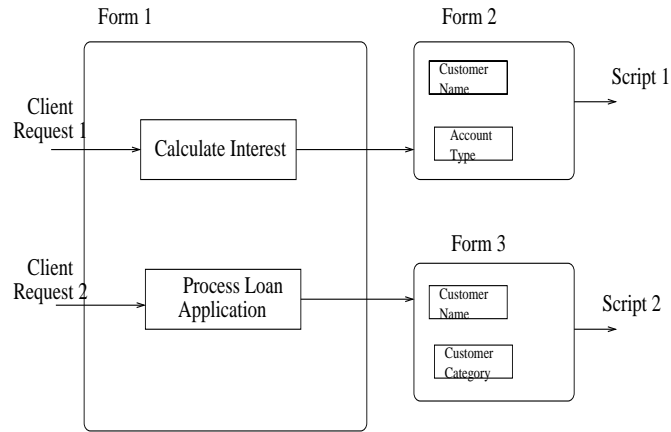 Form 1
Form 2
Customer
Name
Script 1
Client
Request 1
Calculate Interest
Account
Type
Form 3
Client
Request 2
Process Loan
Application
Customer
Name
Script 2
Customer
Category